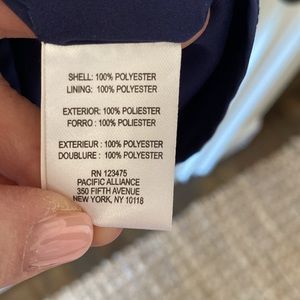 SHELL: 100% POLYESTER
LINING: 100% POLYESTER
EXTERIOR: 100% POLIESTER
FORRO : 100% POLIESTER
EXTERIEUR : 100% POLYESTER
DOUBLURE : 100% POLYESTER
RN 123475
PACIFIC ALLIANCE
350 FIFTH AVENUE
NEW YORK, NY 10118